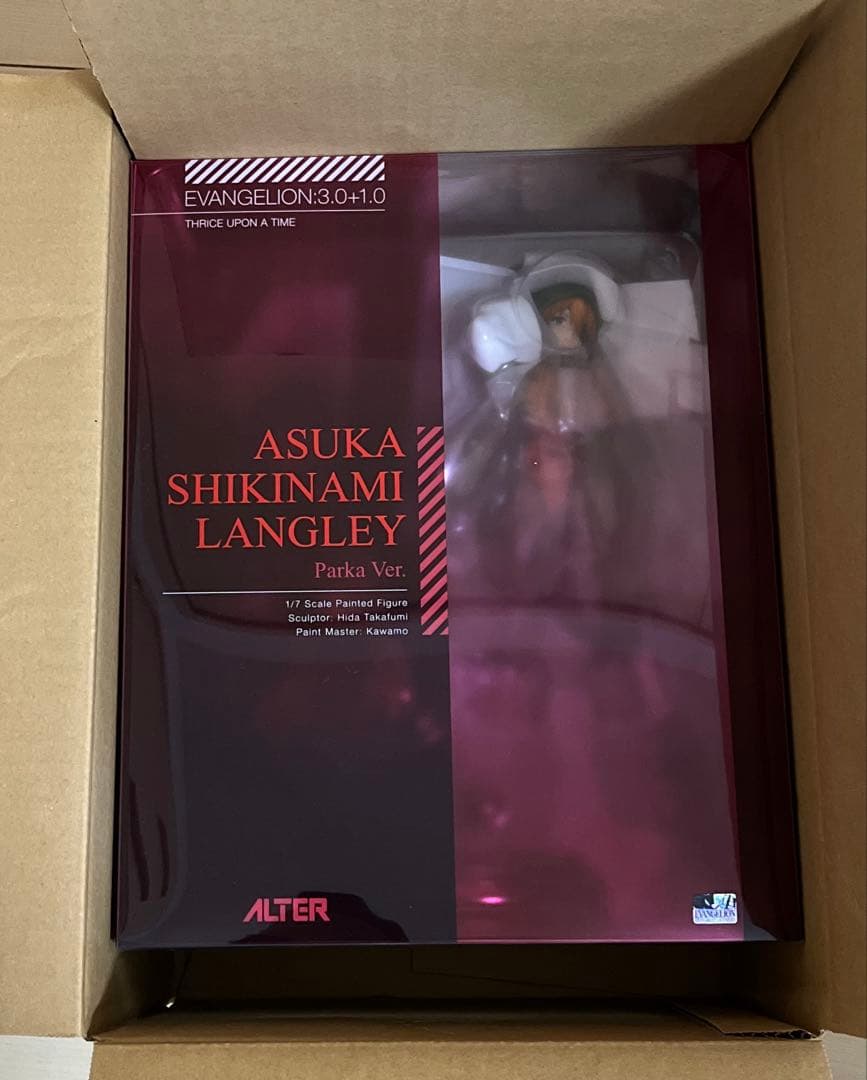 EVANGELION:3.0+1.0
THRICE UPON A TIME
ASUKA
SHIKINAMI
LANGLEY
Parka Ver.
1/7 Scale Painted Figure
Sculptor: Hida Takafumi
Paint Master: Kawamo
ALTER
EVANGELION